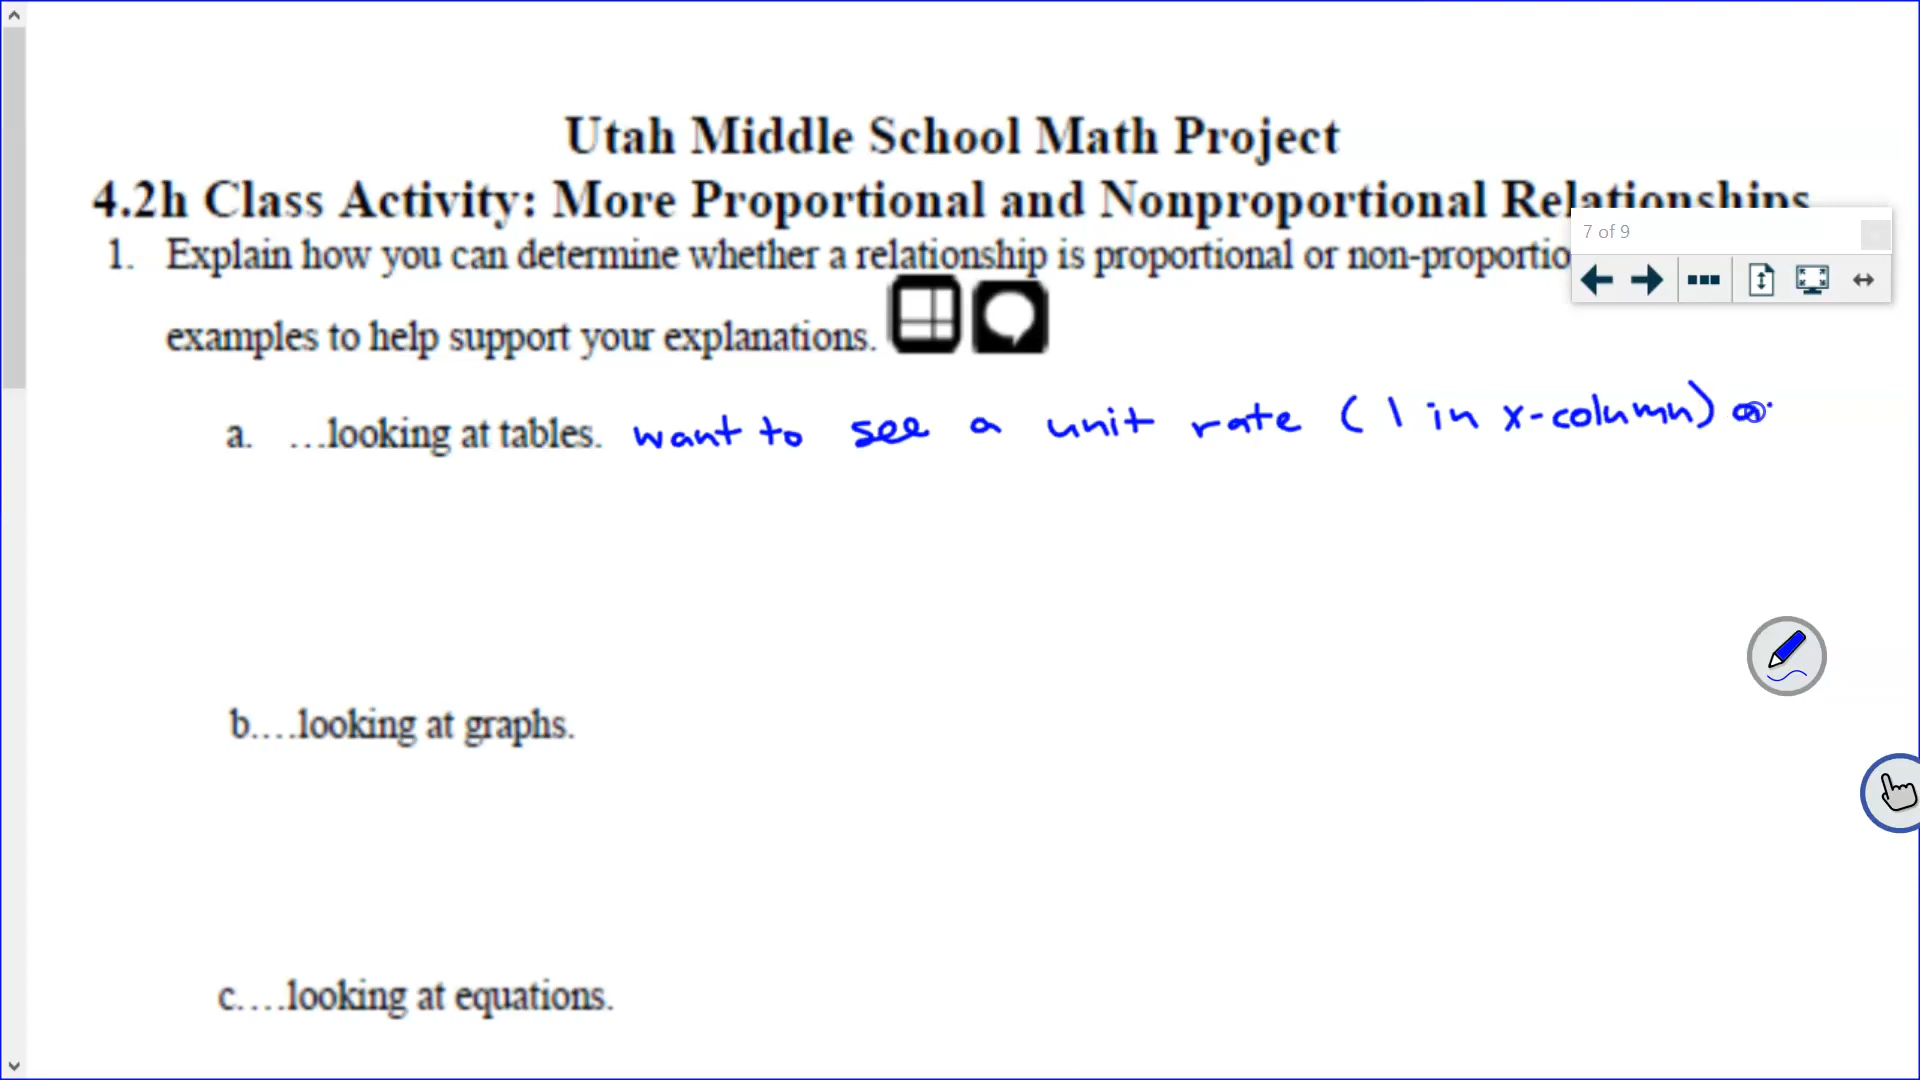 Utah Middle School Math Project
4.2h Class Activity: More Proportional and Nonproportional Relationships
1. Explain how you can determine whether a relationship is proportional or non-proportio
7 of 9
examples to help support your explanations.
a. …looking at tables. want to see a unit rate (1 in x-column)
b.…looking at graphs.
c.…looking at equations.